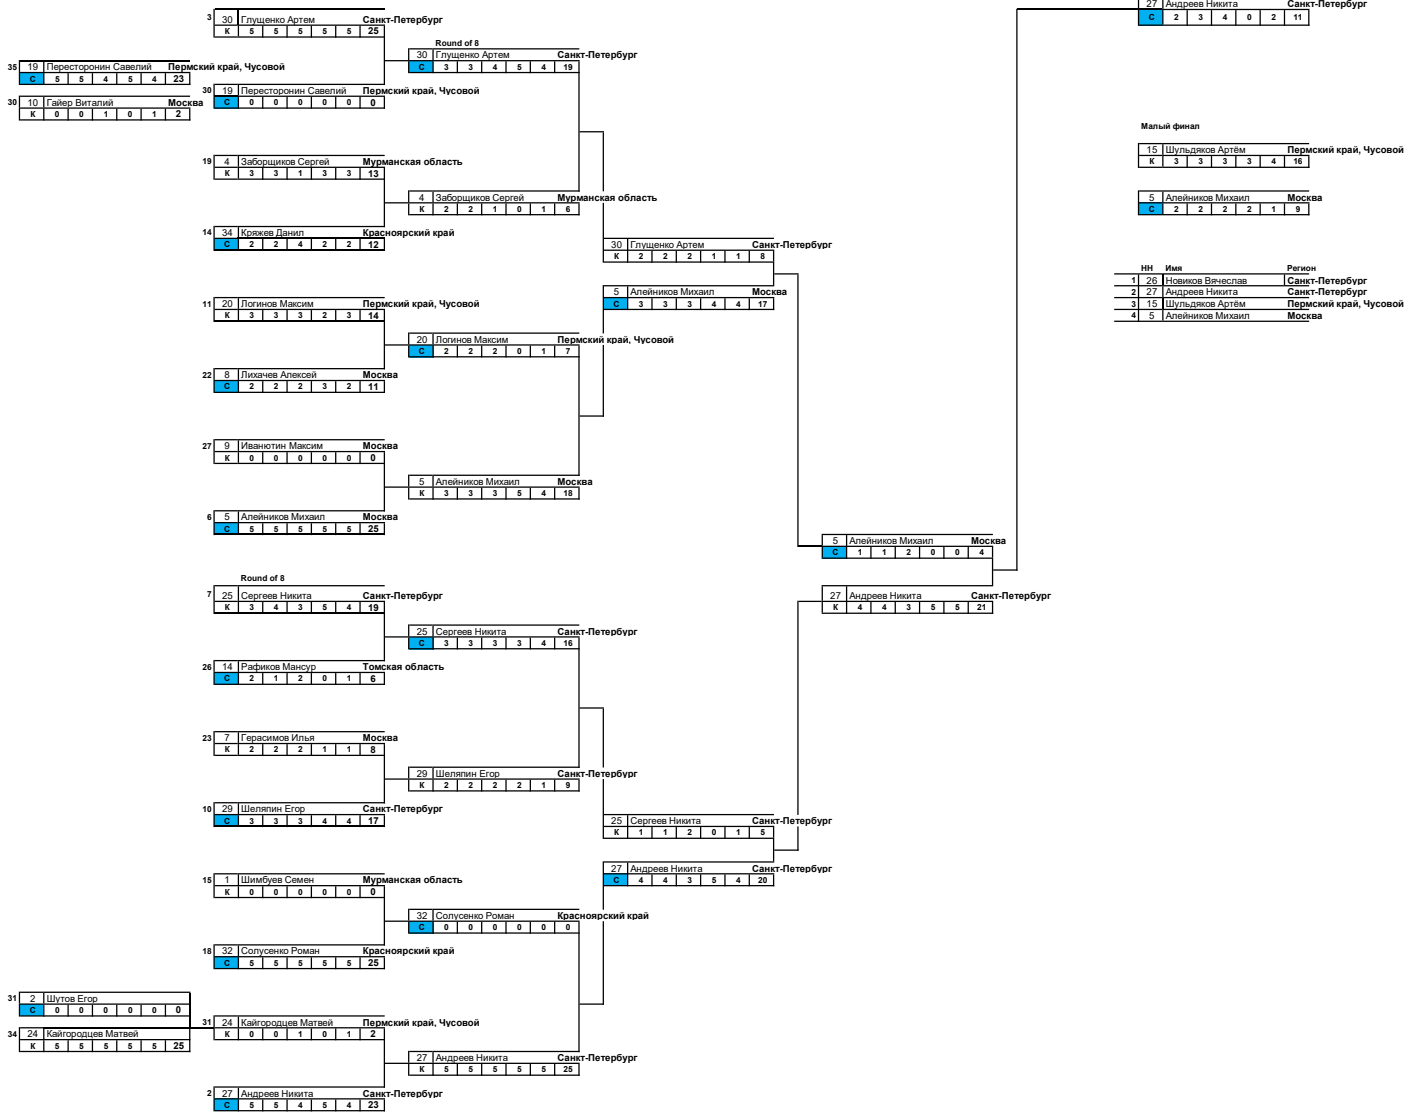 27 Андреев Никита Санкт-Петербург
С 2 3 4 0 2 11
3 30 Глущенко Артем Санкт-Петербург
К 5 5 5 5 5 25
Round of 8
30 Глущенко Артем Санкт-Петербург
С 3 3 4 5 4 19
35 19 Пересторонин Савелий Пермский край, Чусовой
С 5 5 4 5 4 23
30 19 Пересторонин Савелий Пермский край, Чусовой
С 0 0 0 0 0 0
30 10 Гайер Виталий Москва
К 0 0 1 0 1 2
Малый финал
15 Шульдяков Артём Пермский край, Чусовой
К 3 3 3 3 4 16
19 4 Заборщиков Сергей Мурманская область
К 3 3 1 3 3 13
4 Заборщиков Сергей Мурманская область
К 2 2 1 0 1 6
5 Алейников Михаил Москва
С 2 2 2 2 1 9
14 34 Кряжев Данил Красноярский край
С 2 2 4 2 2 12
30 Глущенко Артем Санкт-Петербург
К 2 2 2 1 1 8
НН Имя Регион
1 26 Новиков Вячеслав Санкт-Петербург
2 27 Андреев Никита Санкт-Петербург
3 15 Шульдяков Артём Пермский край, Чусовой
4 5 Алейников Михаил Москва
5 Алейников Михаил Москва
С 3 3 3 4 4 17
11 20 Логинов Максим Пермский край, Чусовой
К 3 3 3 2 3 14
20 Логинов Максим Пермский край, Чусовой
С 2 2 2 0 1 7
22 8 Лихачев Алексей Москва
С 2 2 2 3 2 11
27 9 Иванютин Максим Москва
К 0 0 0 0 0 0
5 Алейников Михаил Москва
К 3 3 3 5 4 18
6 5 Алейников Михаил Москва
С 5 5 5 5 5 25
5 Алейников Михаил Москва
С 1 1 2 0 0 4
Round of 8
7 25 Сергеев Никита Санкт-Петербург
К 3 4 3 5 4 19
27 Андреев Никита Санкт-Петербург
К 4 4 3 5 5 21
25 Сергеев Никита Санкт-Петербург
С 3 3 3 3 4 16
26 14 Рафиков Мансур Томская область
С 2 1 2 0 1 6
23 7 Герасимов Илья Москва
К 2 2 2 1 1 8
29 Шеляпин Егор Санкт-Петербург
К 2 2 2 2 1 9
10 29 Шеляпин Егор Санкт-Петербург
С 3 3 3 4 4 17
25 Сергеев Никита Санкт-Петербург
К 1 1 2 0 1 5
27 Андреев Никита Санкт-Петербург
С 4 4 3 5 4 20
15 1 Шимбуев Семен Мурманская область
К 0 0 0 0 0 0
32 Солусенко Роман Красноярский край
С 0 0 0 0 0 0
18 32 Солусенко Роман Красноярский край
С 5 5 5 5 5 25
31 2 Шутов Егор
С 0 0 0 0 0 0
31 24 Кайгородцев Матвей Пермский край, Чусовой
К 0 0 1 0 1 2
34 24 Кайгородцев Матвей
К 5 5 5 5 5 25
27 Андреев Никита Санкт-Петербург
К 5 5 5 5 5 25
2 27 Андреев Никита Санкт-Петербург
С 5 5 4 5 4 23